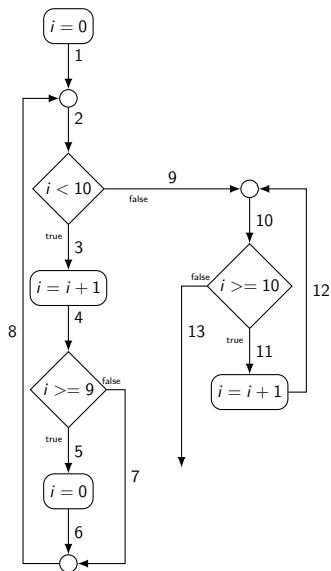 i = 0
1
2
i < 10
9
false
true
3
10
i = i + 1
i >= 10
false
12
4
8
13
true
11
i >= 9
false
i = i + 1
true
5
7
i = 0
6